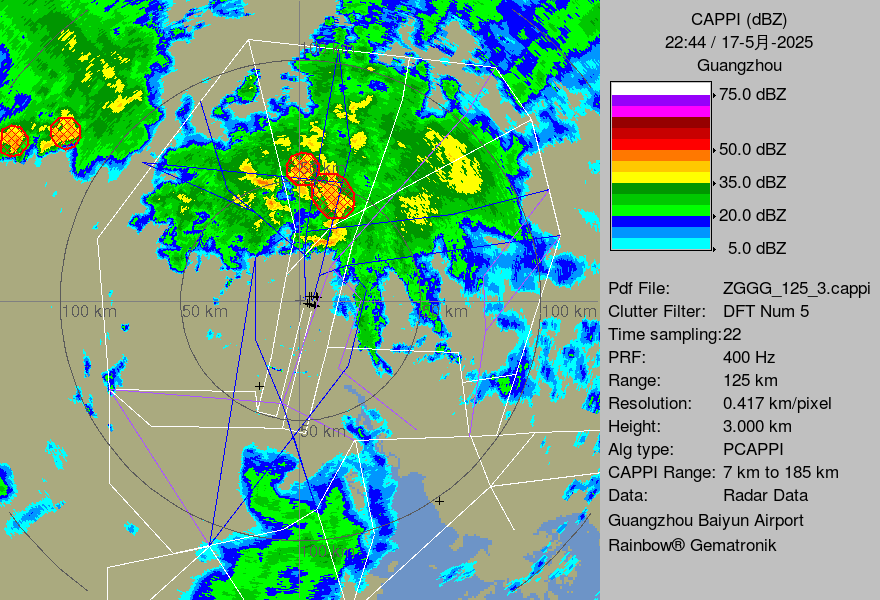 CAPPI (dBZ)
22:44 / 17-5月-2025
Guangzhou
75.0 dBZ
50.0 dBZ
35.0 dBZ
20.0 dBZ
5.0 dBZ
Pdf File: ZGGG_125_3.cappi
Clutter Filter: DFT Num 5
Time sampling:22
PRF: 400 Hz
Range: 125 km
Resolution: 0.417 km/pixel
Height: 3.000 km
Alg type: PCAPPI
CAPPI Range: 7 km to 185 km
Data: Radar Data
Guangzhou Baiyun Airport
Rainbow® Gematronik
100 km
50 km
km
100 km
50 km
100 km